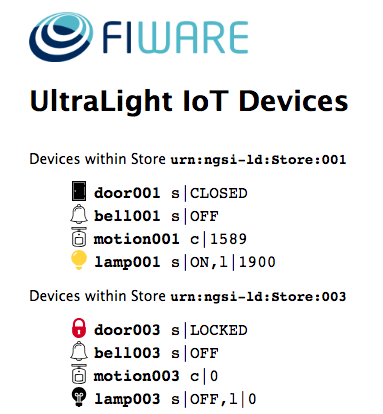 FIWARE
UltraLight IoT Devices
Devices within Store urn:ngsi-ld:Store:001
door001 s|CLOSED
bell001 s|OFF
motion001 c|1589
lamp001 s|ON,l|1900
Devices within Store urn:ngsi-ld:Store:003
door003 s|LOCKED
bell003 s|OFF
motion003 c|0
lamp003 s|OFF,l|0